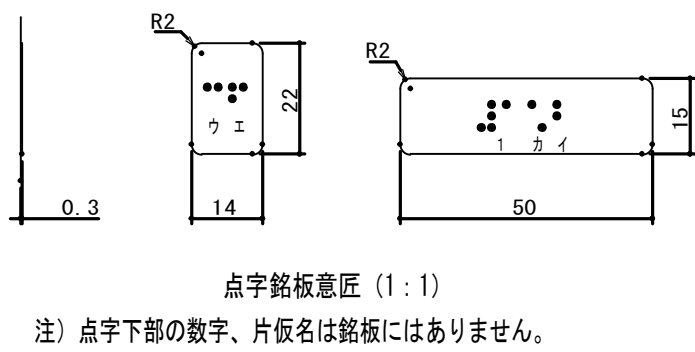 R2
ウ エ
22
14
0.3
R2
1 カイ
15
50
点字銘板意匠 (1:1)
注) 点字下部の数字、片仮名は銘板にはありません。